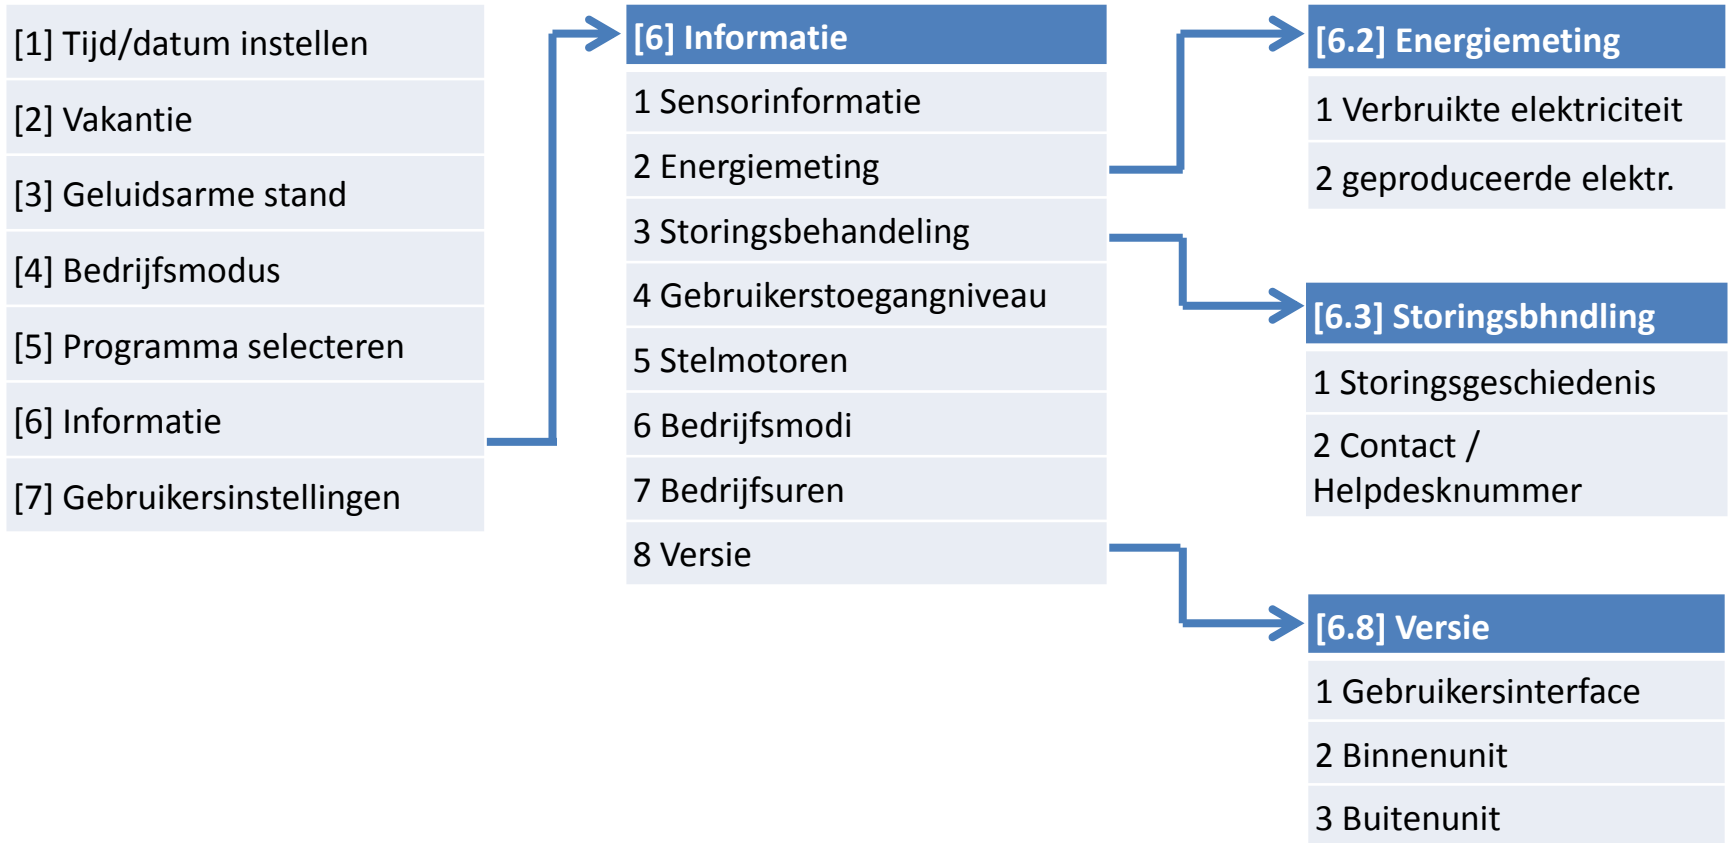 [1] Tijd/datum instellen
[2] Vakantie
[3] Geluidsarme stand
[4] Bedrijfsmodus
[5] Programma selecteren
[6] Informatie
[7] Gebruikersinstellingen
[6] Informatie
1 Sensorinformatie
2 Energiemeting
3 Storingsbehandeling
4 Gebruikerstoegangniveau
5 Stelmotoren
6 Bedrijfsmodi
7 Bedrijfsuren
8 Versie
[6.2] Energiemeting
1 Verbruikte elektriciteit
2 geproduceerde elektr.
[6.3] Storingsbhndling
1 Storingsgeschiedenis
2 Contact /
Helpdesknummer
[6.8] Versie
1 Gebruikersinterface
2 Binnenunit
3 Buitenunit